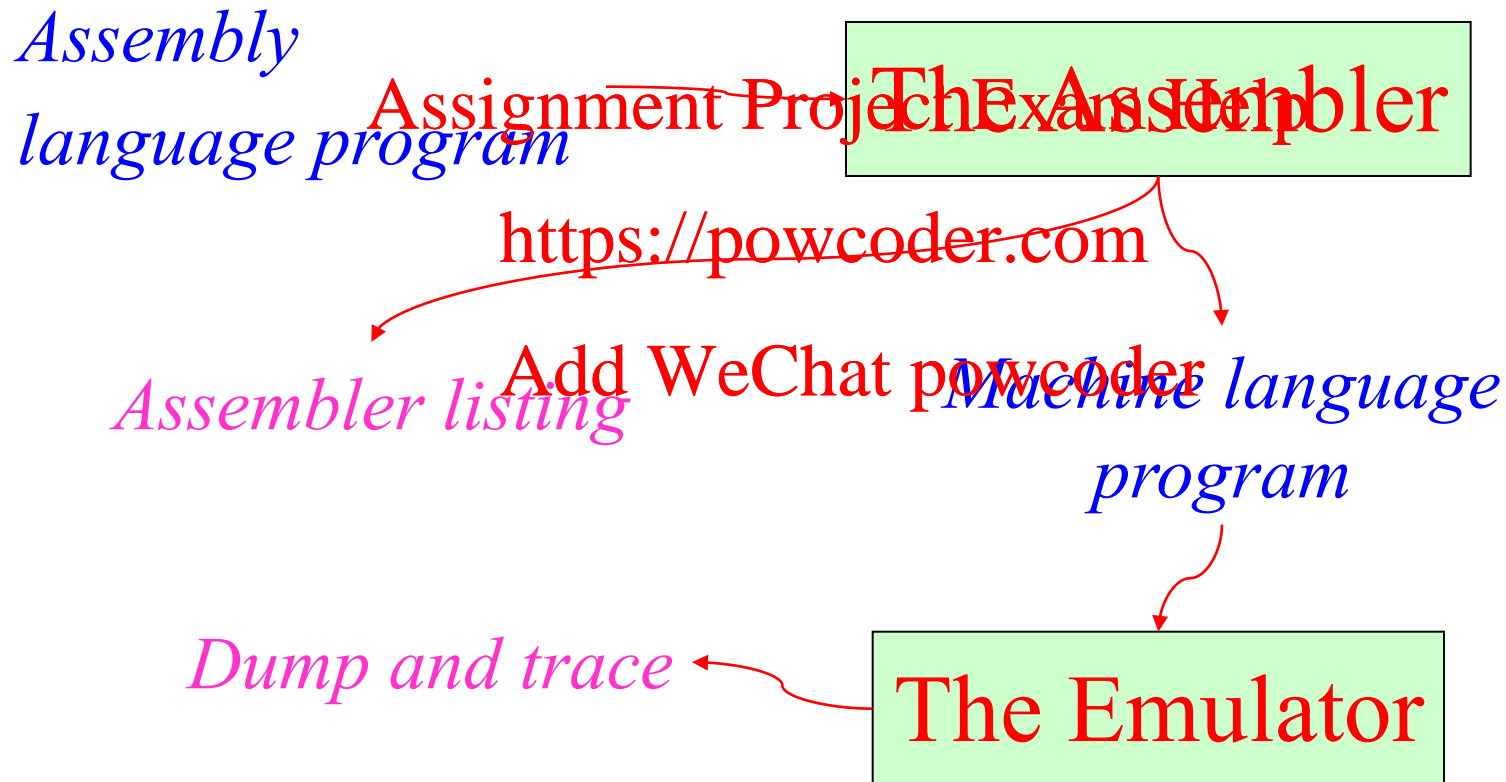 Assembly
language program
Assignment Project Exam Help
The Assembler
https://powcoder.com
Add WeChat powcoder
Assembler listing
Machine language
program
Dump and trace
The Emulator